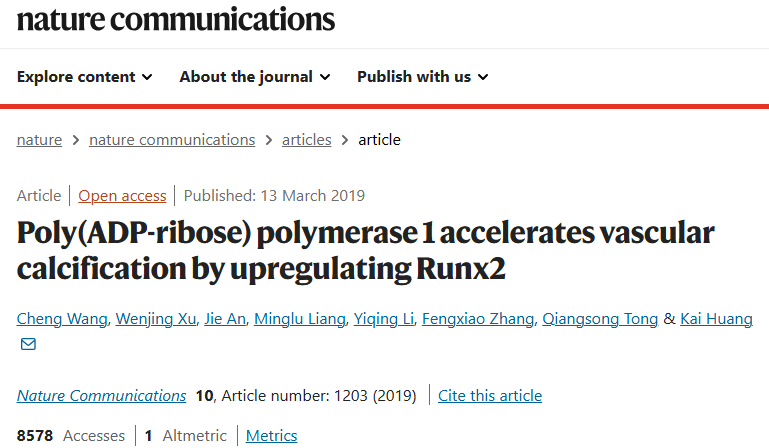 nature communications
Explore content About the journal Publish with us
nature > nature communications > articles > article
Article | Open access | Published: 13 March 2019
Poly(ADP-ribose) polymerase 1 accelerates vascular
calcification by upregulating Runx2
Cheng Wang, Wenjing Xu, Jie An, Minglu Liang, Yiqing Li, Fengxiao Zhang, Qiangsong Tong & Kai Huang
Nature Communications 10, Article number: 1203 (2019) | Cite this article
8578 Accesses | 1 Altmetric | Metrics